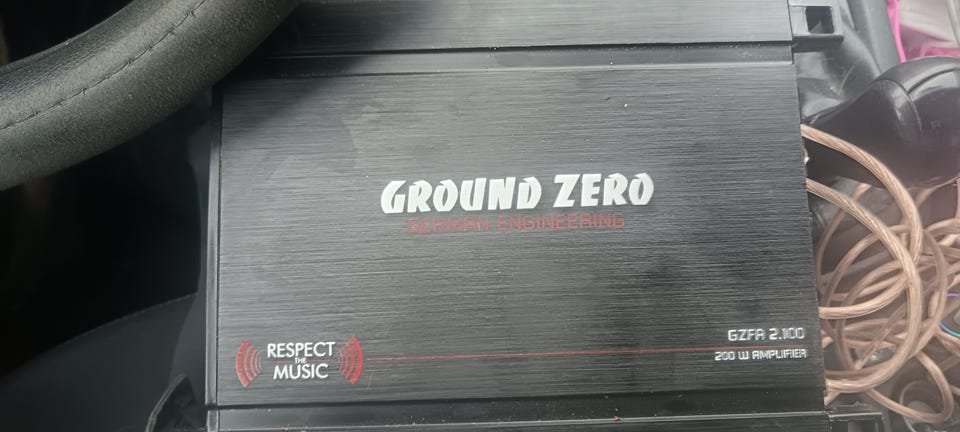 GROUND ZERO
GERMAN ENGINEERING
RESPECT
THE
MUSIC
GZFA 2.100
200 W AMPLIFIER